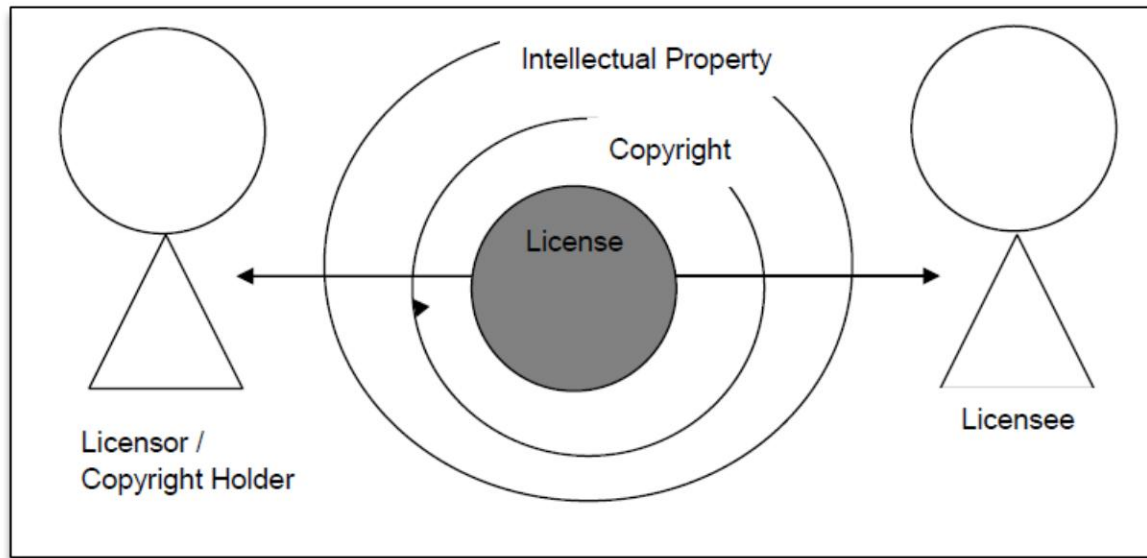 Intellectual Property
Copyright
License
Licensor /
Copyright Holder
Licensee